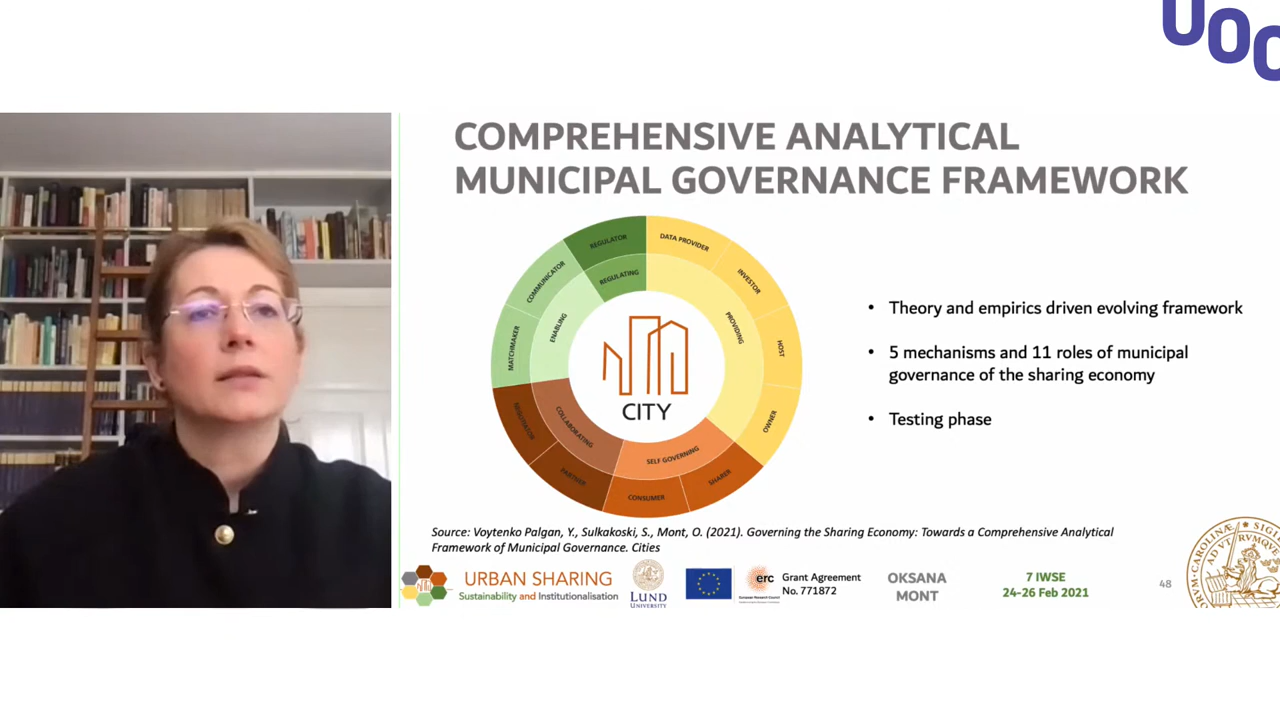 UOC
COMPREHENSIVE ANALYTICAL
MUNICIPAL GOVERNANCE FRAMEWORK
REGULATOR
DATA PROVIDER
COMMUNICATOR
REGULATING
INVESTOR
ENABLING
PROVIDING
MATCHMAKER
HOST
CITY
NEGOTIATOR
COLLABORATING
OWNER
SELF GOVERNING
PARTNER
SHARER
CONSUMER
• Theory and empirics driven evolving framework
• 5 mechanisms and 11 roles of municipal
governance of the sharing economy
• Testing phase
Source: Voytenko Palgan, Y., Sulkakoski, S., Mont, O. (2021). Governing the Sharing Economy: Towards a Comprehensive Analytical
Framework of Municipal Governance. Cities
URBAN SHARING
Sustainability and Institutionalisation
LUND
UNIVERSITY
erc
European Research Council
Grant Agreement
No. 771872
OKSANA
MONT
7 IWSE
24-26 Feb 2021
48